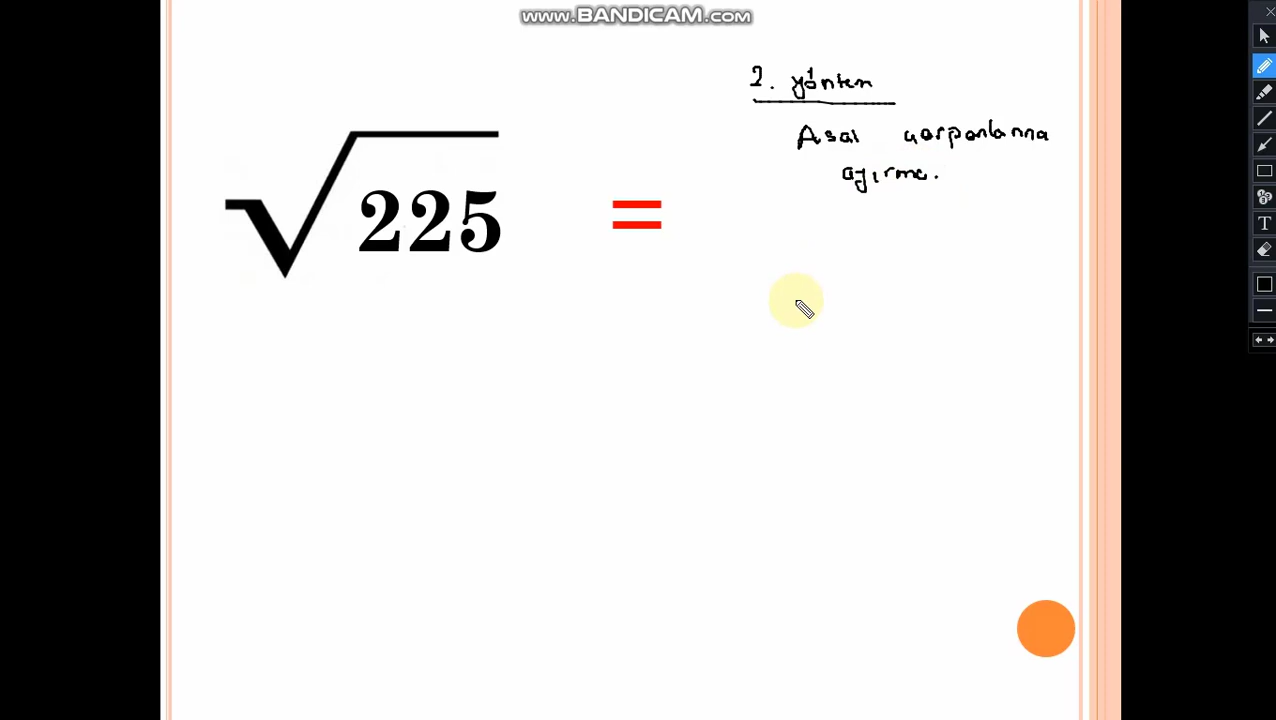 www.BANDICAM.com
2. yöntem
Asal çarpanlarına
ayırma.
√225 =